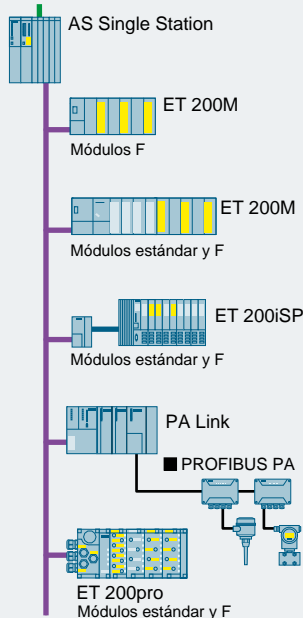 AS Single Station
ET 200M
Módulos F
ET 200M
Módulos estándar y F
ET 200iSP
Módulos estándar y F
PA Link
PROFIBUS PA
ET 200pro
Módulos estándar y F